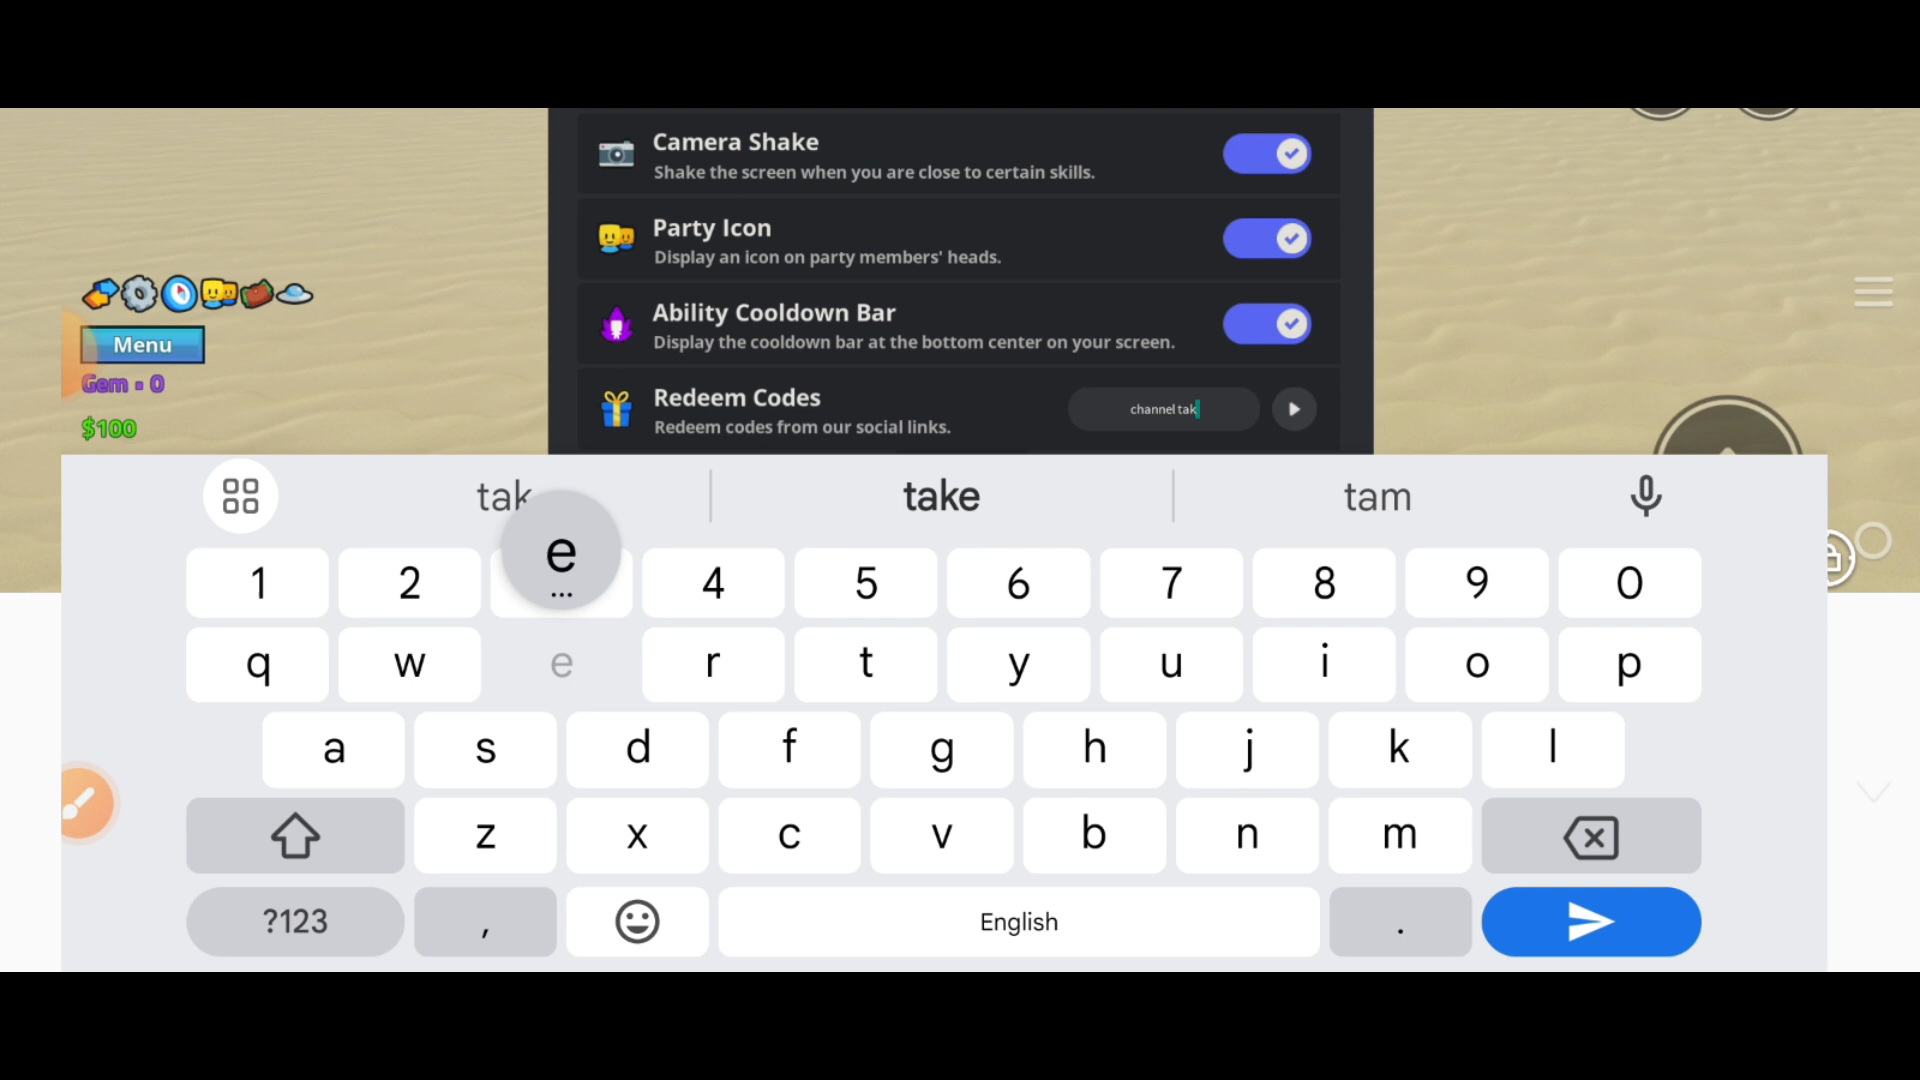 Camera Shake
Shake the screen when you are close to certain skills.
Party Icon
Display an icon on party members' heads.
Ability Cooldown Bar
Display the cooldown bar at the bottom center on your screen.
Redeem Codes
Redeem codes from our social links.
channel tak
Menu
Gem • 0
$100
tak take tam
e
...
1 2 4 5 6 7 8 9 0
q w e r t y u i o p
a s d f g h j k l
z x c v b n m
?123 , English .